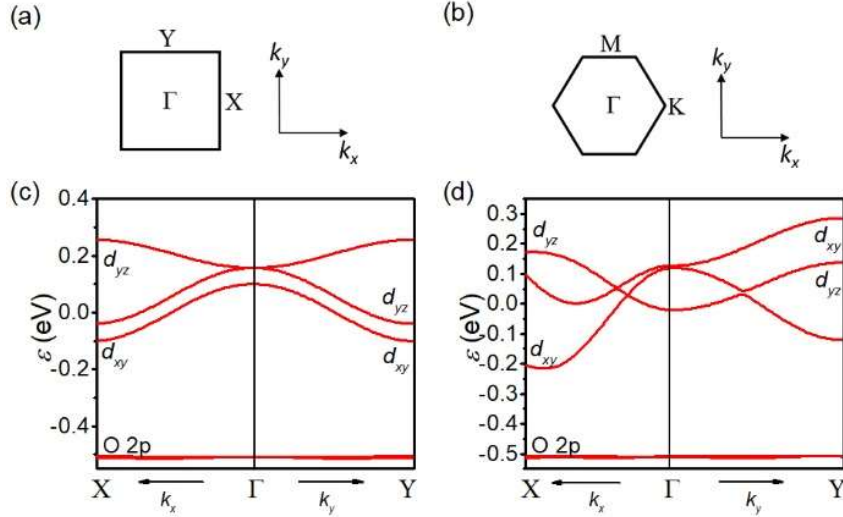 (a)
Y
Γ
X
k_y
k_x
(b)
M
Γ
K
k_y
k_x
(c)
0.4
0.2
0.0
-0.2
-0.4
ε (eV)
d_yz
d_xy
d_yz
d_xy
O 2p
X
k_x
Γ
k_y
Y
(d)
0.3
0.2
0.1
0.0
-0.1
-0.2
-0.3
-0.4
-0.5
ε (eV)
d_yz
d_xy
d_xy
d_yz
O 2p
X
k_x
Γ
k_y
Y